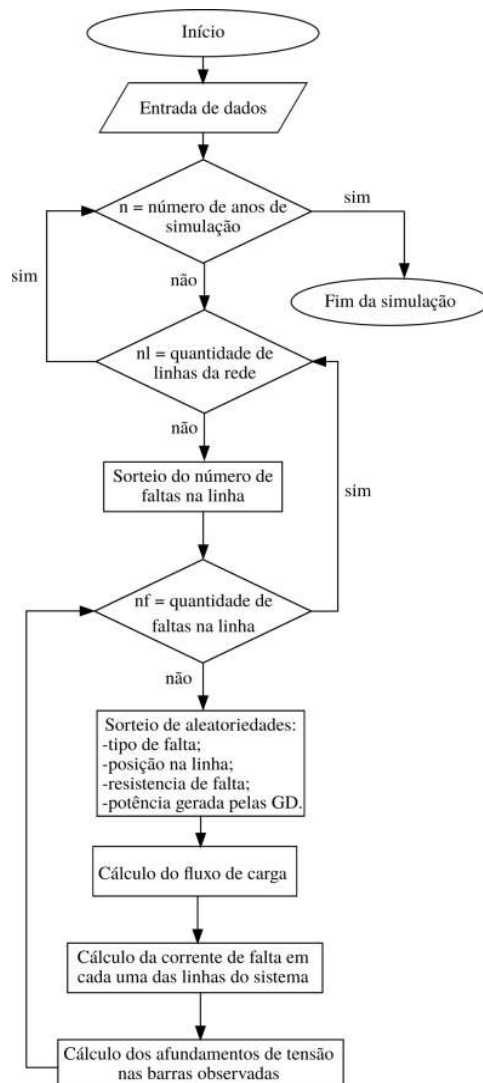 Início
Entrada de dados
n = número de anos de
simulação
sim
sim
não
Fim da simulação
nl = quantidade de
linhas da rede
não
Sorteio do número de
faltas na linha
sim
nf = quantidade de
faltas na linha
não
Sorteio de aleatoriedades:
-tipo de falta;
-posição na linha;
-resistencia de falta;
-potência gerada pelas GD.
Cálculo do fluxo de carga
Cálculo da corrente de falta em
cada uma das linhas do sistema
Cálculo dos afundamentos de tensão
nas barras observadas